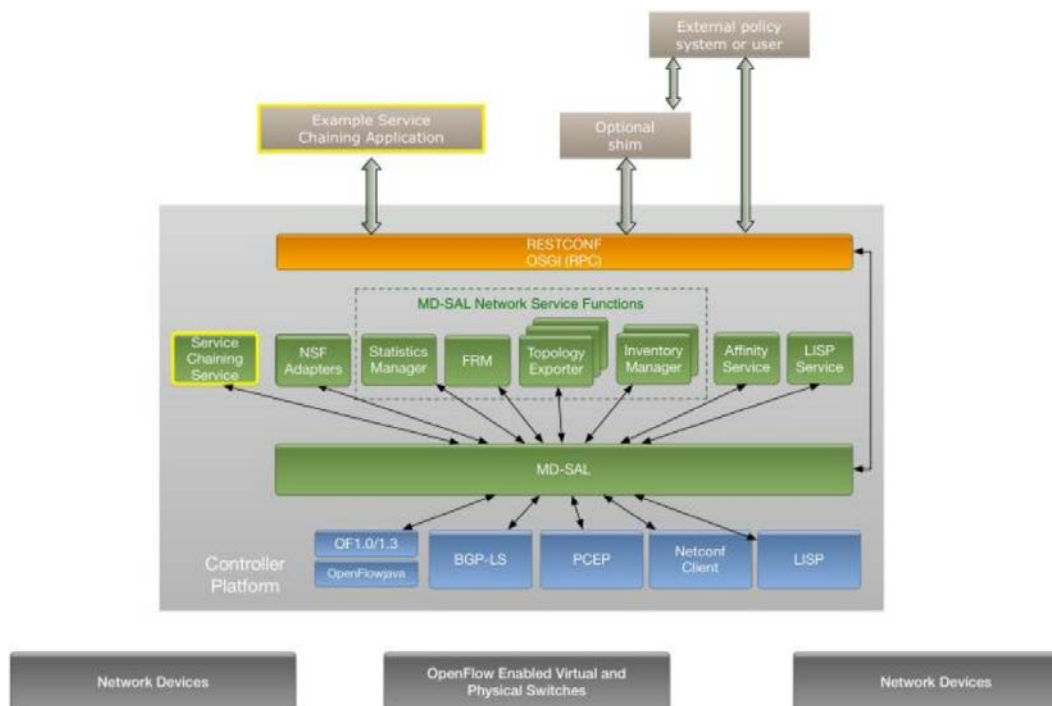 External policy
system or user
Example Service
Chaining Application
Optional
shim
RESTCONF
OSGI (RPC)
MD-SAL Network Service Functions
Service
Chaining
Service
NSF
Adapters
Statistics
Manager
FRM
Topology
Exporter
Inventory
Manager
Affinity
Service
LISP
Service
MD-SAL
OF1.0/1.3
OpenFlowjava
BGP-LS
PCEP
Netconf
Client
LISP
Controller
Platform
Network Devices
OpenFlow Enabled Virtual and
Physical Switches
Network Devices